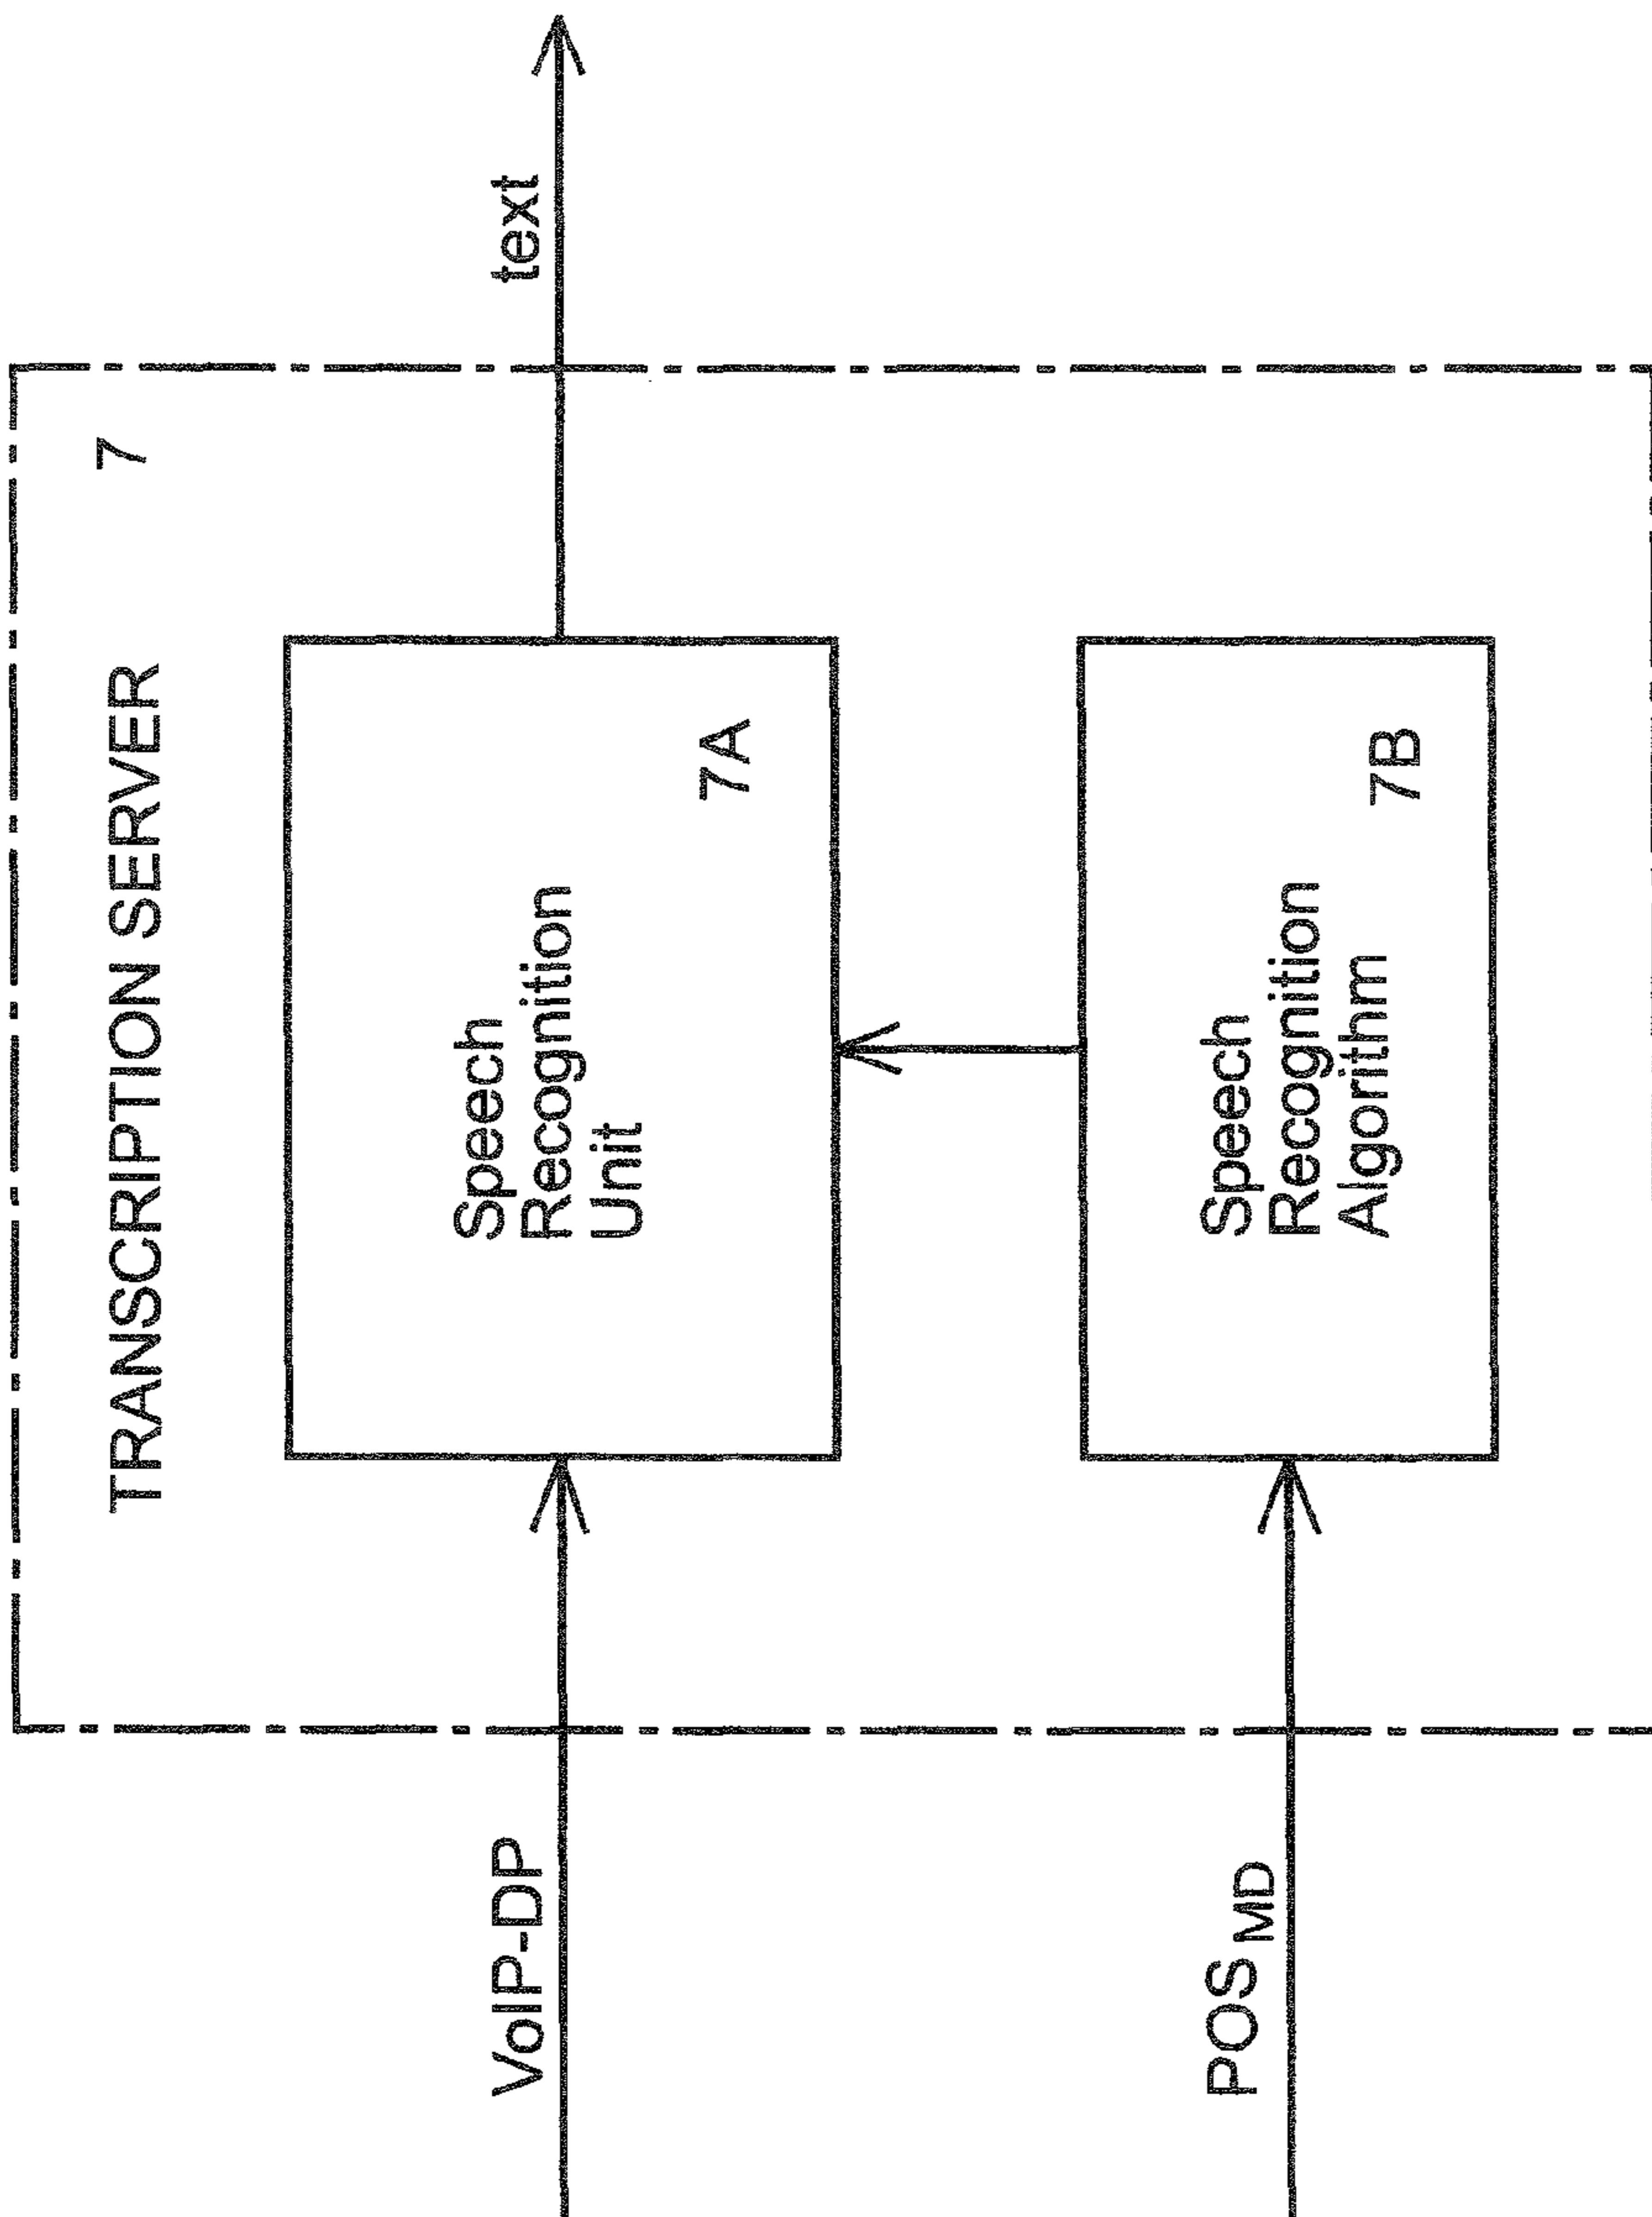 TRANSCRIPTION SERVER
7
VoIP-DP
Speech
Recognition
Unit
7A
text
POS MD
Speech
Recognition
Algorithm
7B